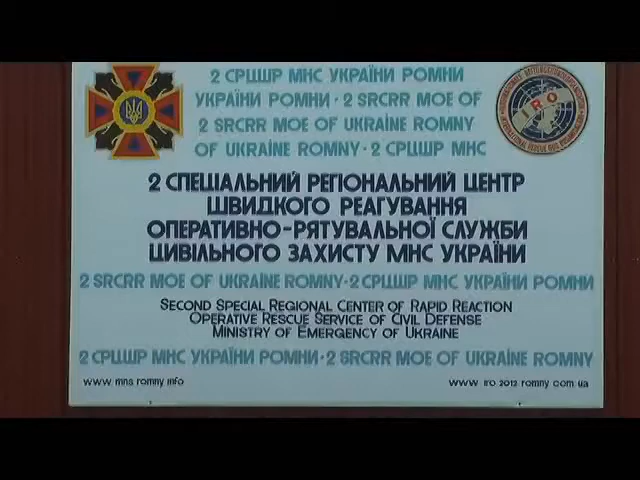 2 СРЦШР МНС УКРАЇНИ РОМНИ
УКРАЇНИ РОМНИ · 2 SRCRR MOE OF
2 SRCRR MOE OF UKRAINE ROMNY
OF UKRAINE ROMNY · 2 СРЦШР МНС
IRO
2 СПЕЦІАЛЬНИЙ РЕГІОНАЛЬНИЙ ЦЕНТР
ШВИДКОГО РЕАГУВАННЯ
ОПЕРАТИВНО-РЯТУВАЛЬНОЇ СЛУЖБИ
ЦИВІЛЬНОГО ЗАХИСТУ МНС УКРАЇНИ
2 SRCRR MOE OF UKRAINE ROMNY · 2 СРЦШР МНС УКРАЇНИ РОМНИ
SECOND SPECIAL REGIONAL CENTER OF RAPID REACTION
OPERATIVE RESCUE SERVICE OF CIVIL DEFENSE
MINISTRY OF EMERGENCY OF UKRAINE
2 СРЦШР МНС УКРАЇНИ РОМНИ · 2 SRCRR MOE OF UKRAINE ROMNY
www.mns.romny.info
www.iro2012.romny.com.ua